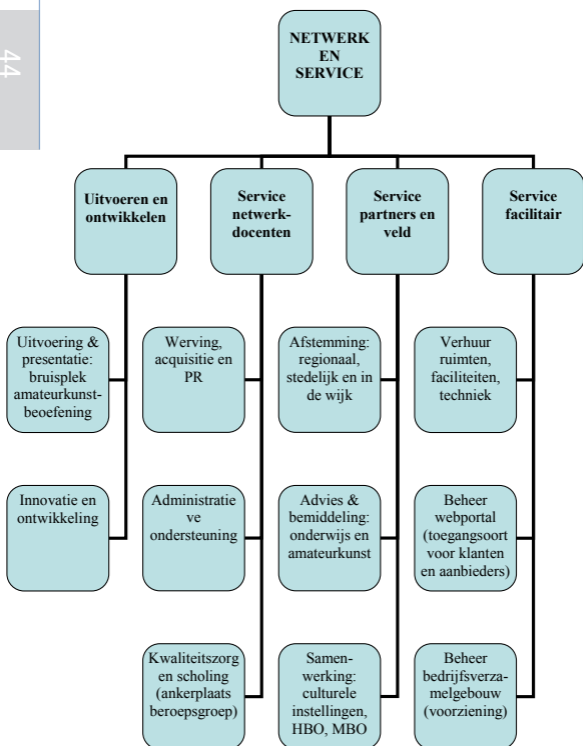 44
NETWERK
EN
SERVICE
Uitvoeren en
ontwikkelen
Service
netwerk-
docenten
Service
partners en
veld
Service
facilitair
Uitvoering &
presentatie:
bruisplek
amateurkunst-
beoefening
Werving,
acquisitie en
PR
Afstemming:
regionaal,
stedelijk en in
de wijk
Verhuur
ruimten,
faciliteiten,
techniek
Innovatie en
ontwikkeling
Administratie
ve
ondersteuning
Advies &
bemiddeling:
onderwijs en
amateurkunst
Beheer
webportal
(toegangsoort
voor klanten
en aanbieders)
Kwaliteitszorg
en scholing
(ankerplaats
beroepsgroep)
Samen-
werking:
culturele
instellingen,
HBO, MBO
Beheer
bedrijfsverza-
melgebouw
(voorziening)